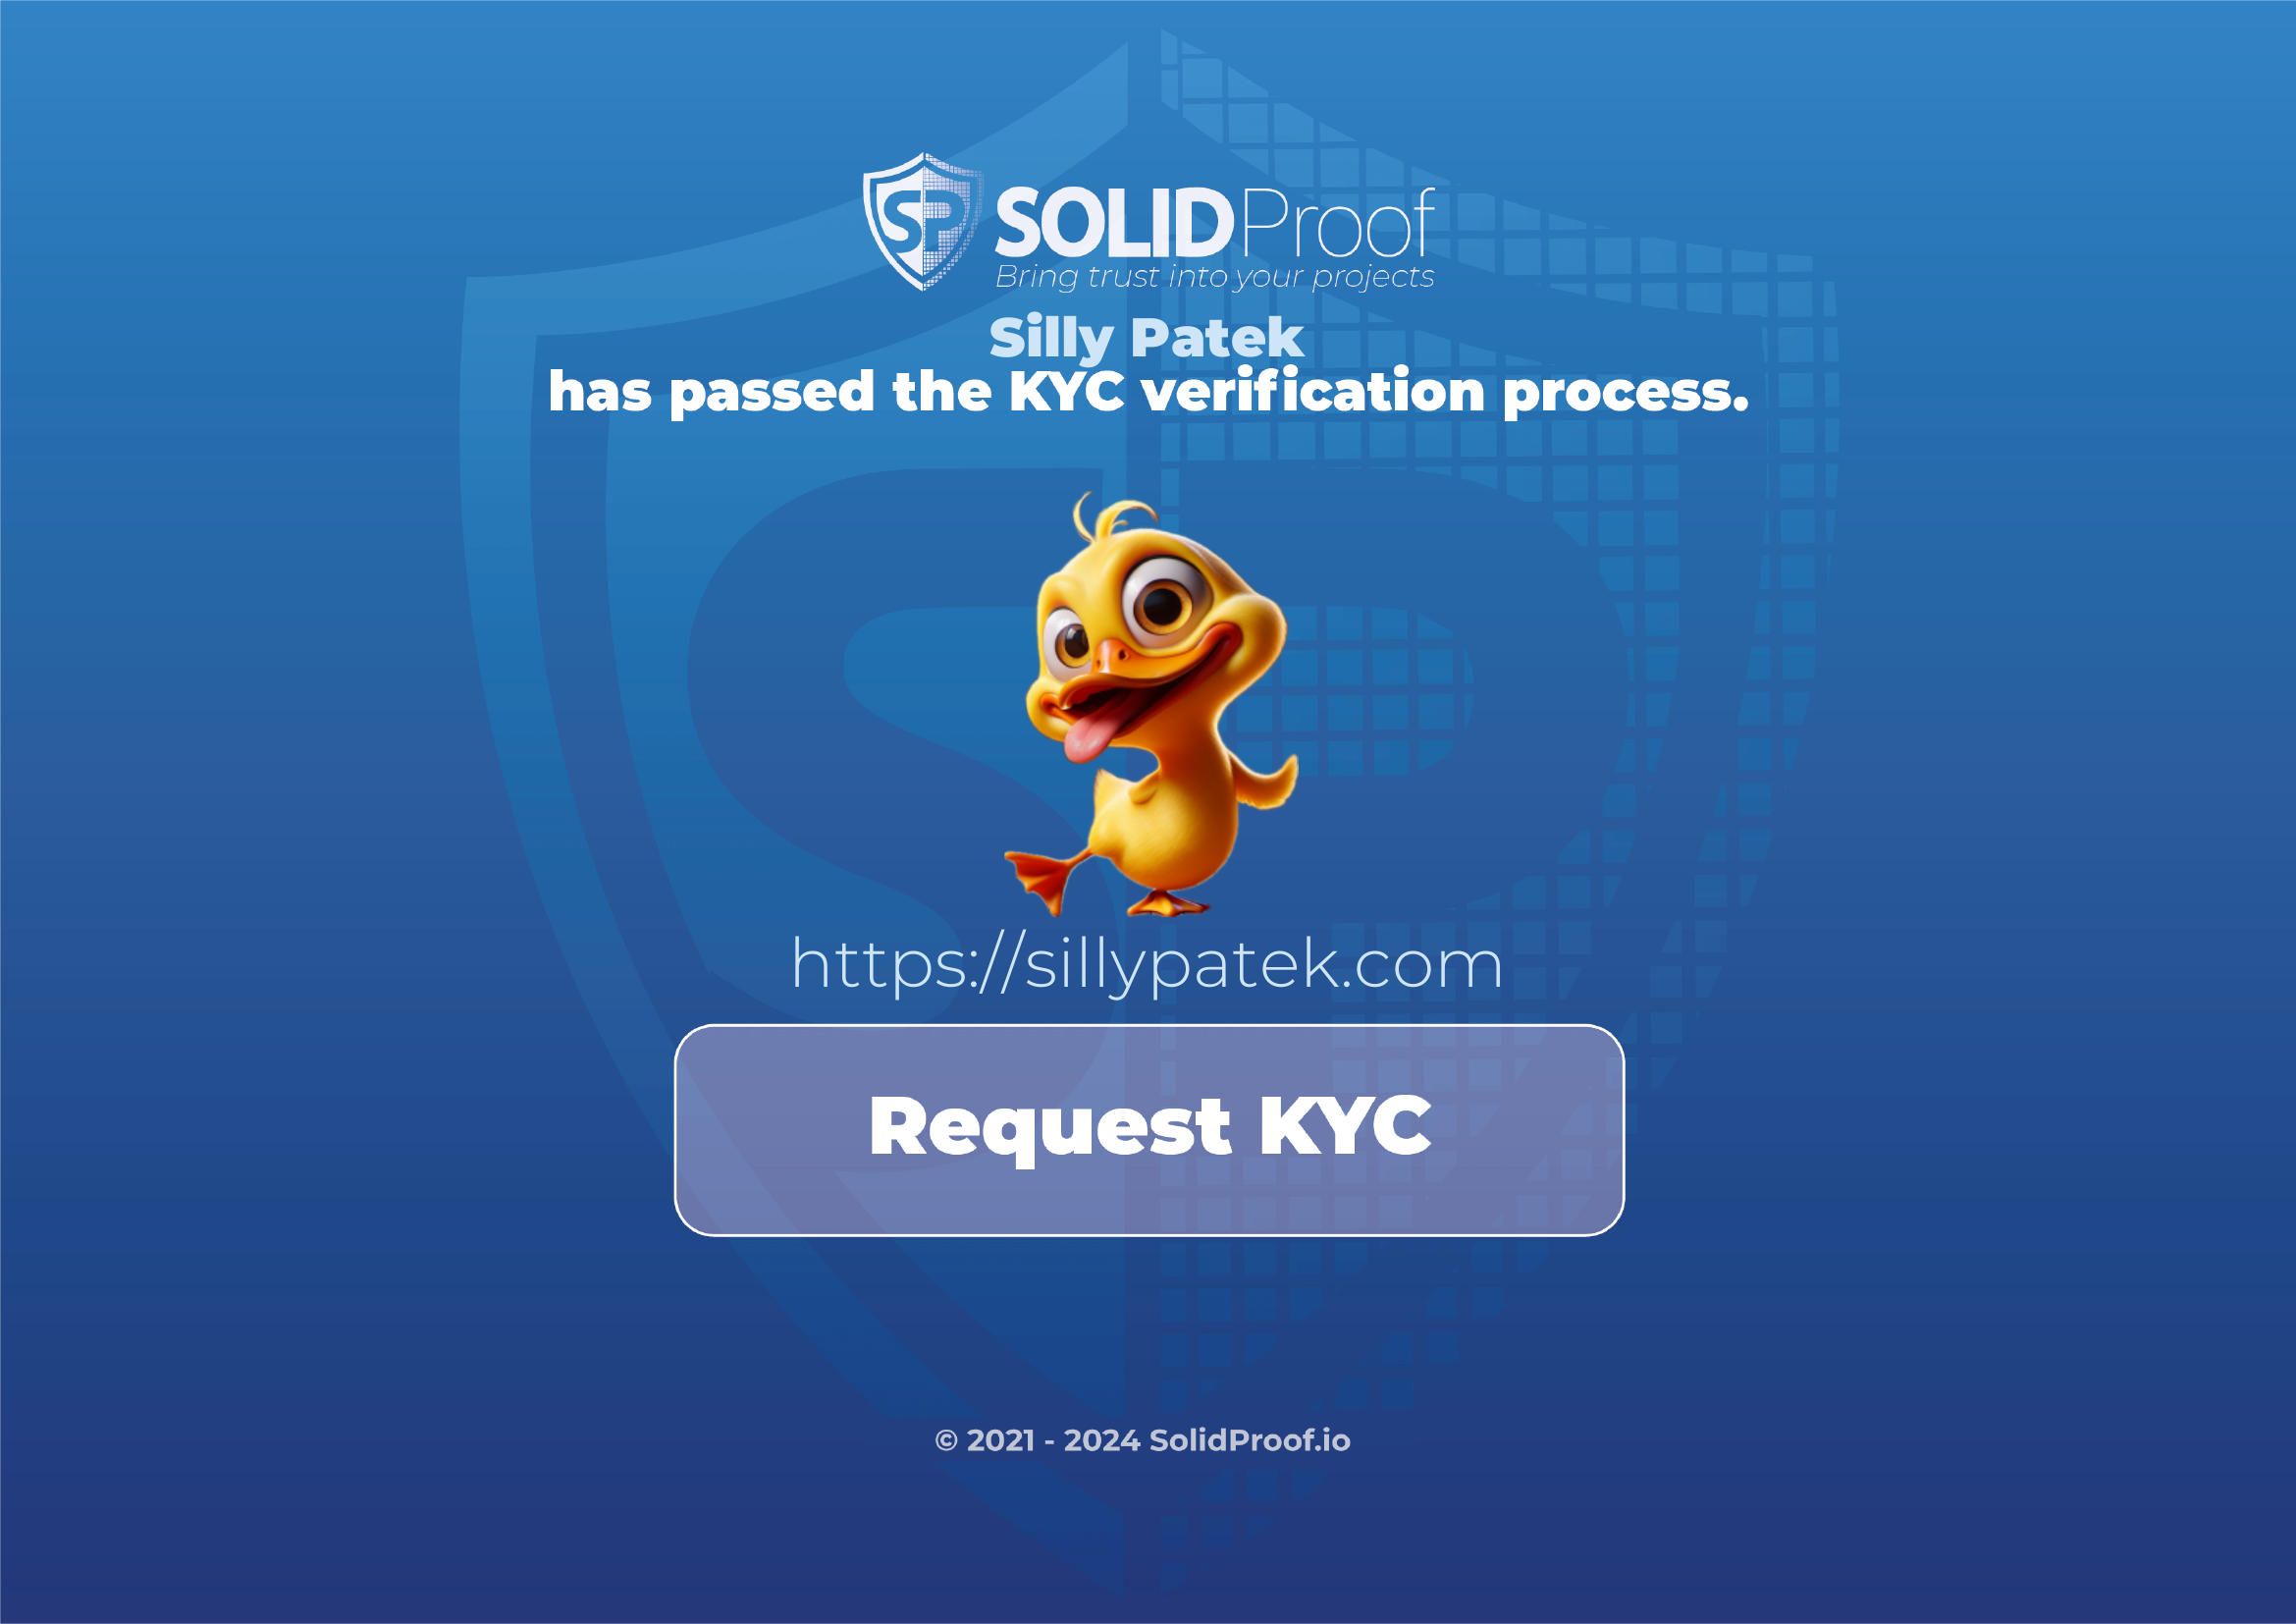 SP SOLIDProof
Bring trust into your projects
Silly Patek
has passed the KYC verification process.
https://sillypatek.com
Request KYC
© 2021 - 2024 SolidProof.io